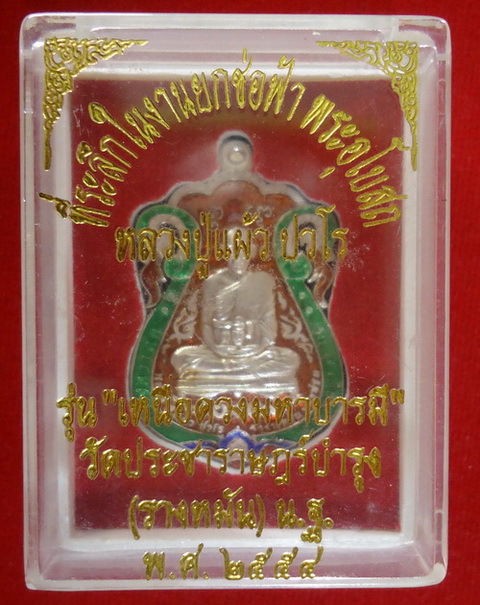 ที่ระลึกในงานยกช่อฟ้า พระอุโบสถ
หลวงปู่แผ้ว ปวโร
รุ่น "เหนือดวงมหาบารมี"
วัดประชาราษฎร์บำรุง
(รางหมัน) น.ฐ.
พ.ศ. ๒๕๕๔